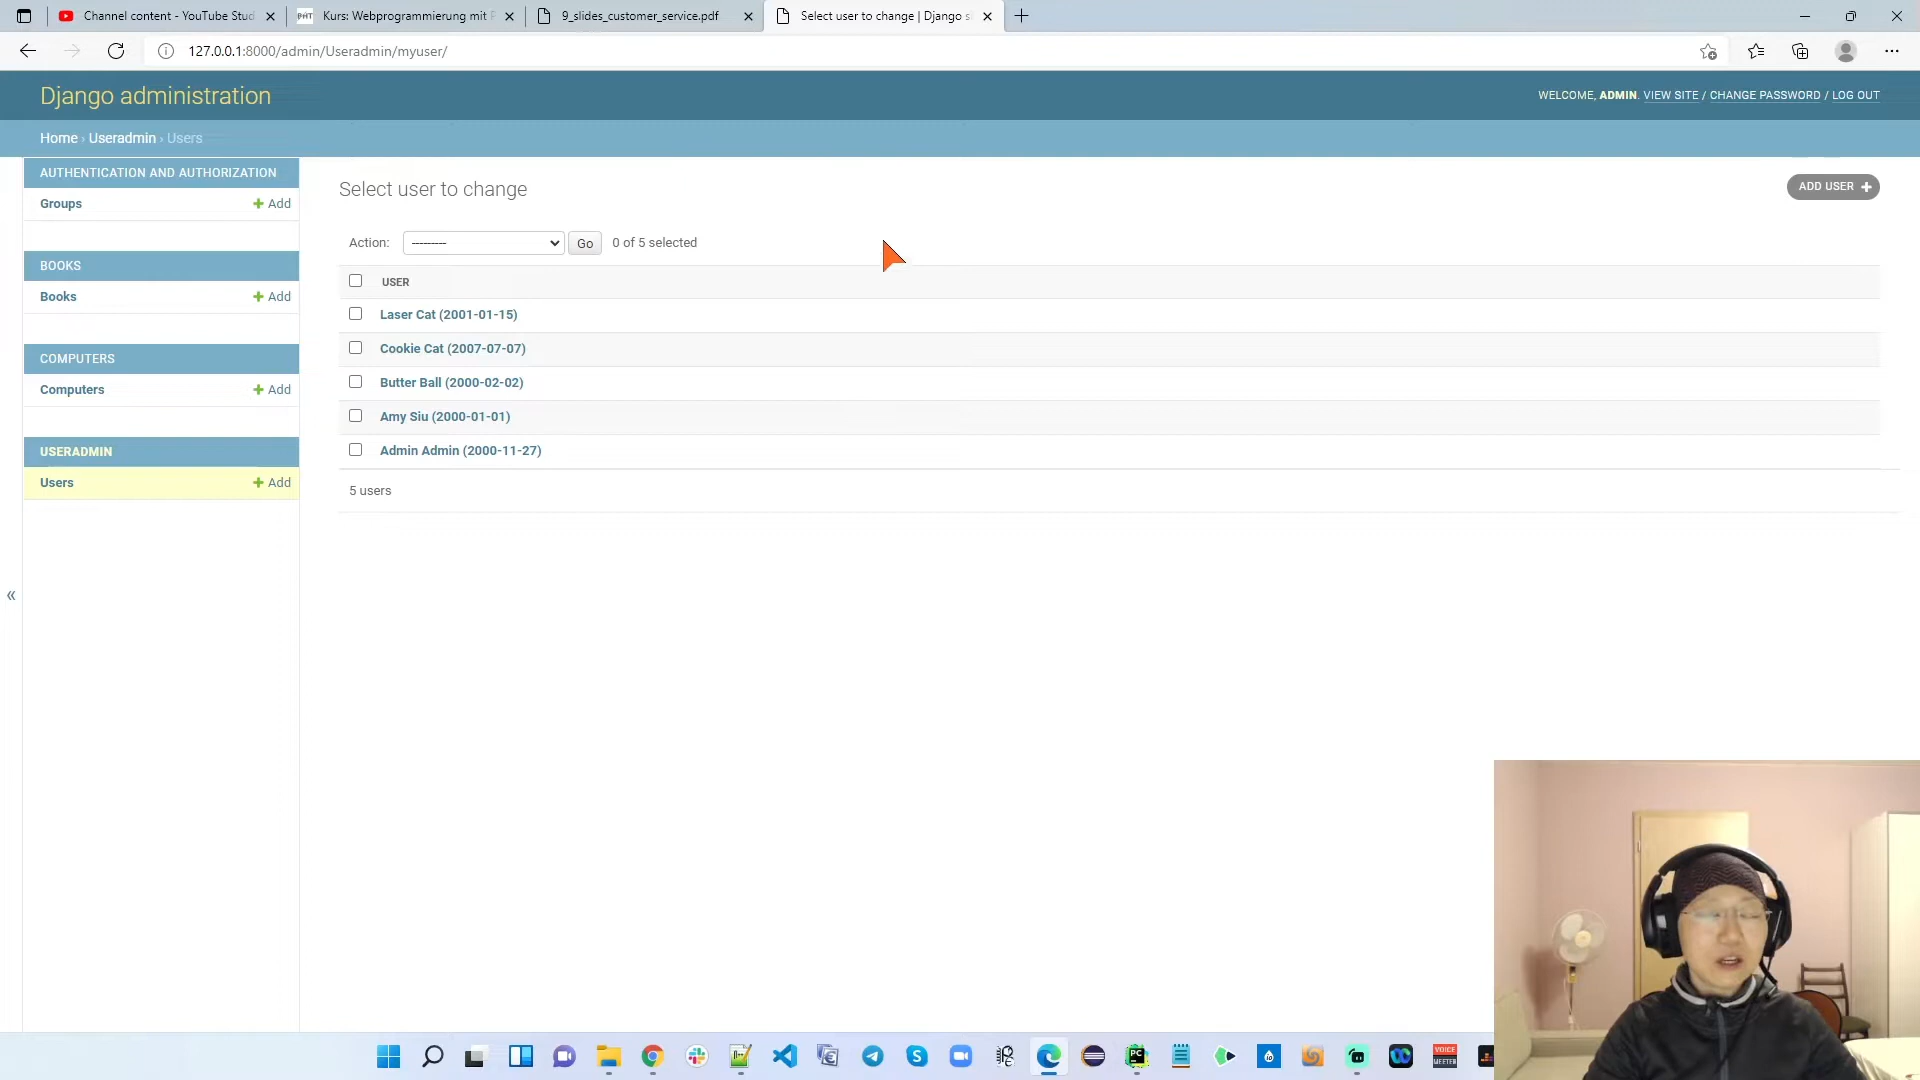 Channel content - YouTube Stud
Kurs: Webprogrammierung mit P
9_slides_customer_service.pdf
Select user to change | Django s
127.0.0.1:8000/admin/Useradmin/myuser/
Django administration
WELCOME, ADMIN. VIEW SITE / CHANGE PASSWORD / LOG OUT
Home › Useradmin › Users
AUTHENTICATION AND AUTHORIZATION
Groups + Add
BOOKS
Books + Add
COMPUTERS
Computers + Add
USERADMIN
Users + Add
«
Select user to change
ADD USER +
Action: --------- Go 0 of 5 selected
USER
Laser Cat (2001-01-15)
Cookie Cat (2007-07-07)
Butter Ball (2000-02-02)
Amy Siu (2000-01-01)
Admin Admin (2000-11-27)
5 users
PC
VOICE
MEETER